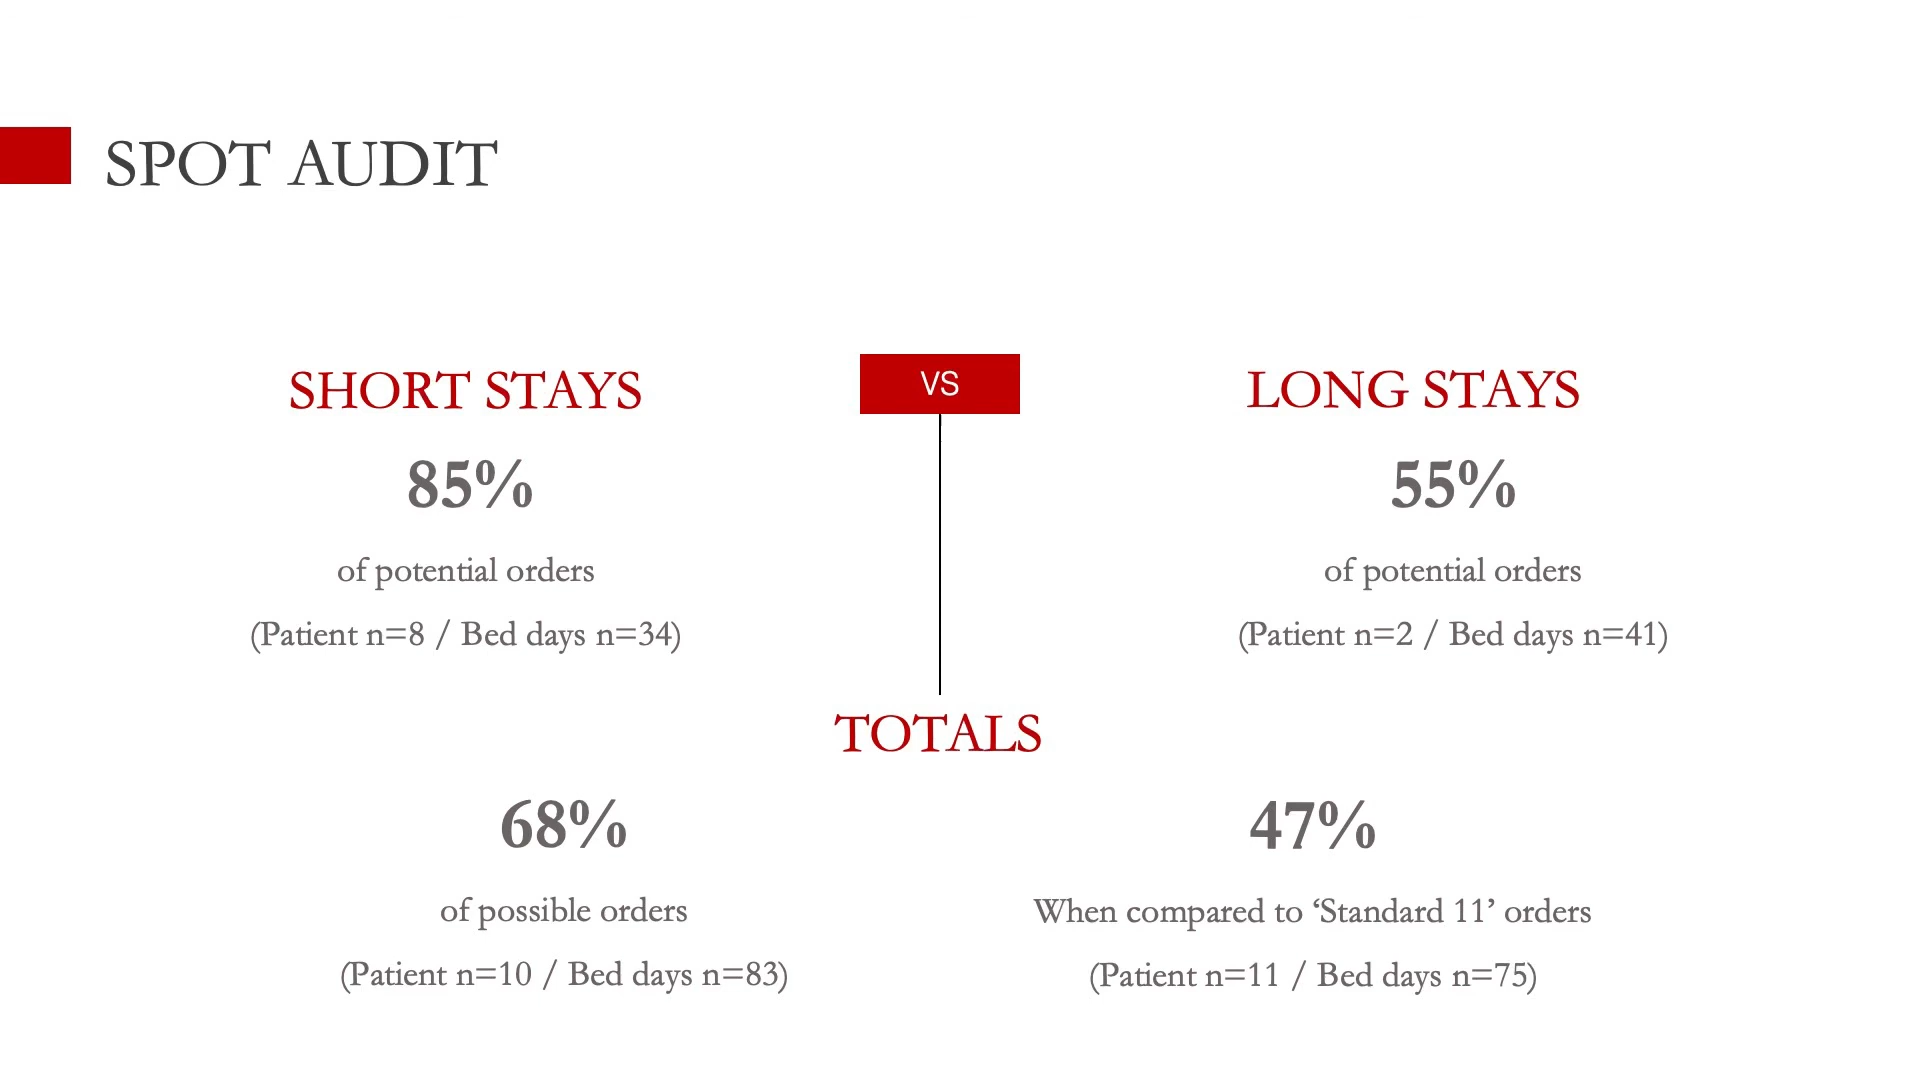 SPOT AUDIT
SHORT STAYS
85%
of potential orders
(Patient n=8 / Bed days n=34)
VS
LONG STAYS
55%
of potential orders
(Patient n=2 / Bed days n=41)
TOTALS
68%
of possible orders
(Patient n=10 / Bed days n=83)
47%
When compared to ‘Standard 11’ orders
(Patient n=11 / Bed days n=75)